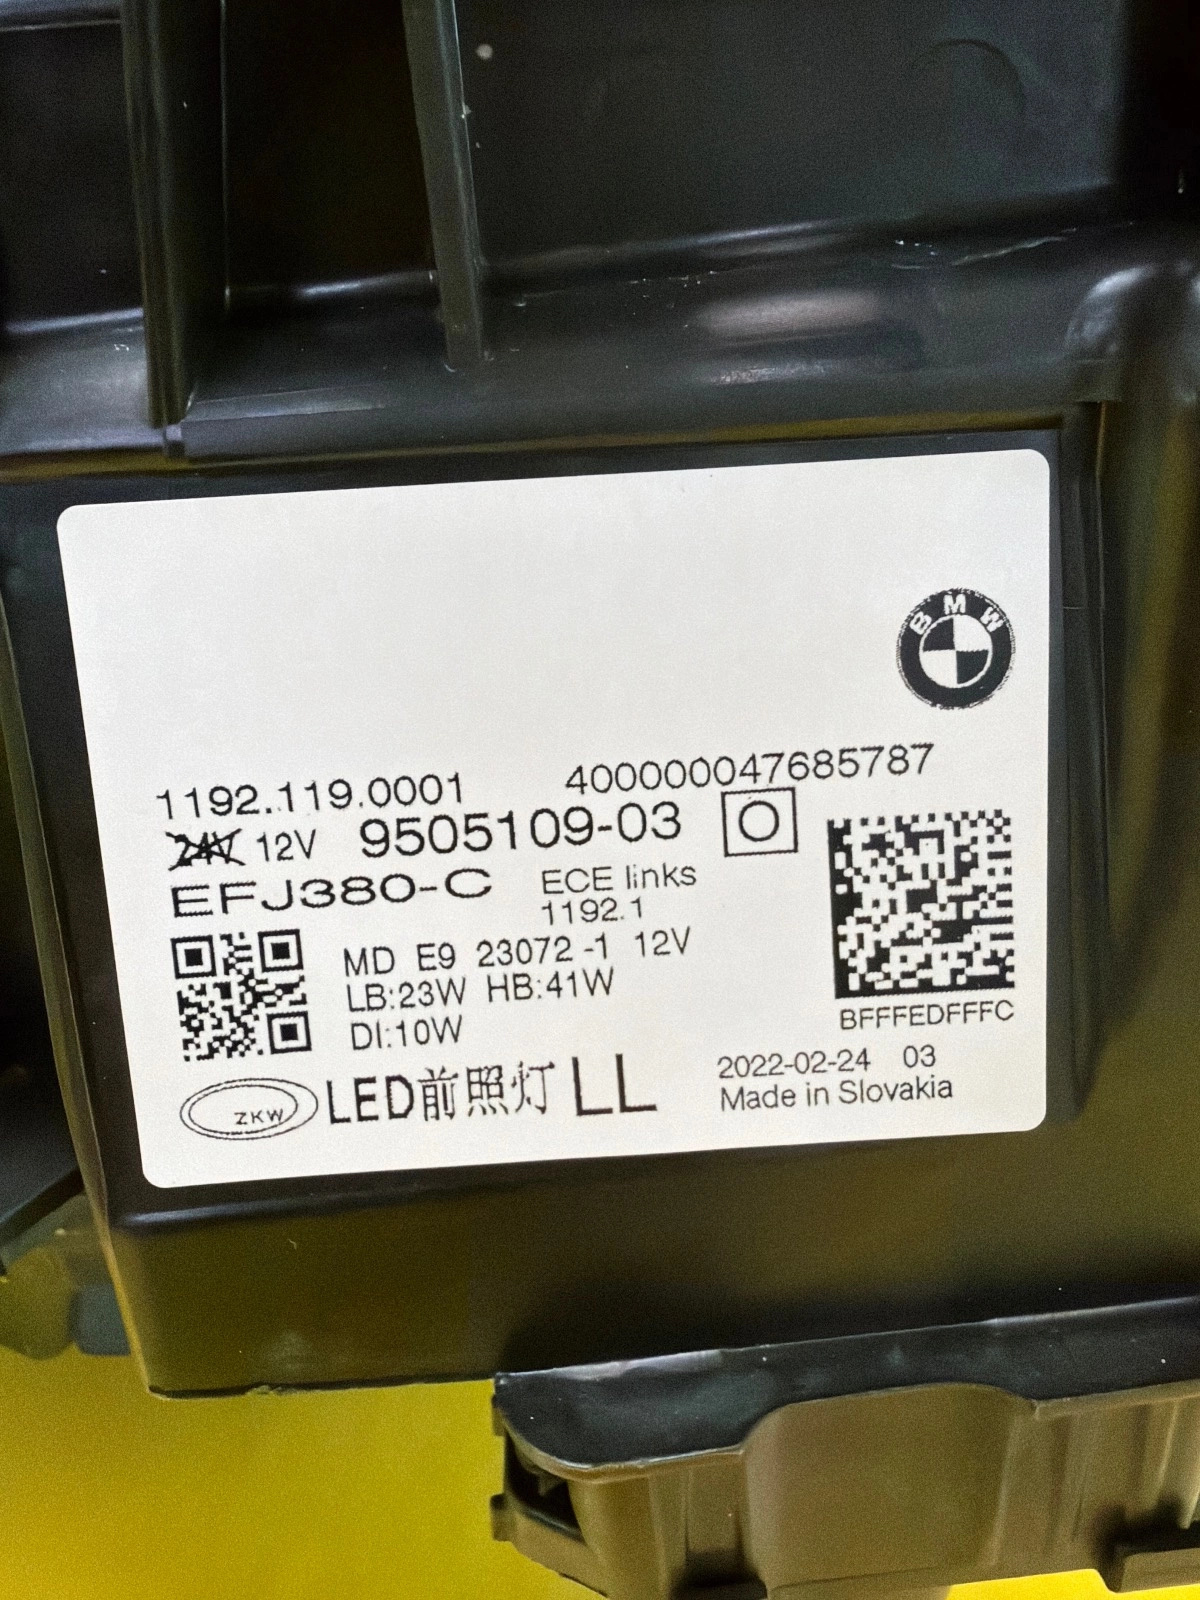 BMW
1192.119.0001 400000047685787
24V 12V 9505109-03 O
EFJ380-C ECE links
1192.1
MD E9 23072 -1 12V
LB:23W HB:41W
DI:10W
BFFFEDFFFC
ZKW LED前照灯 LL
2022-02-24 03
Made in Slovakia